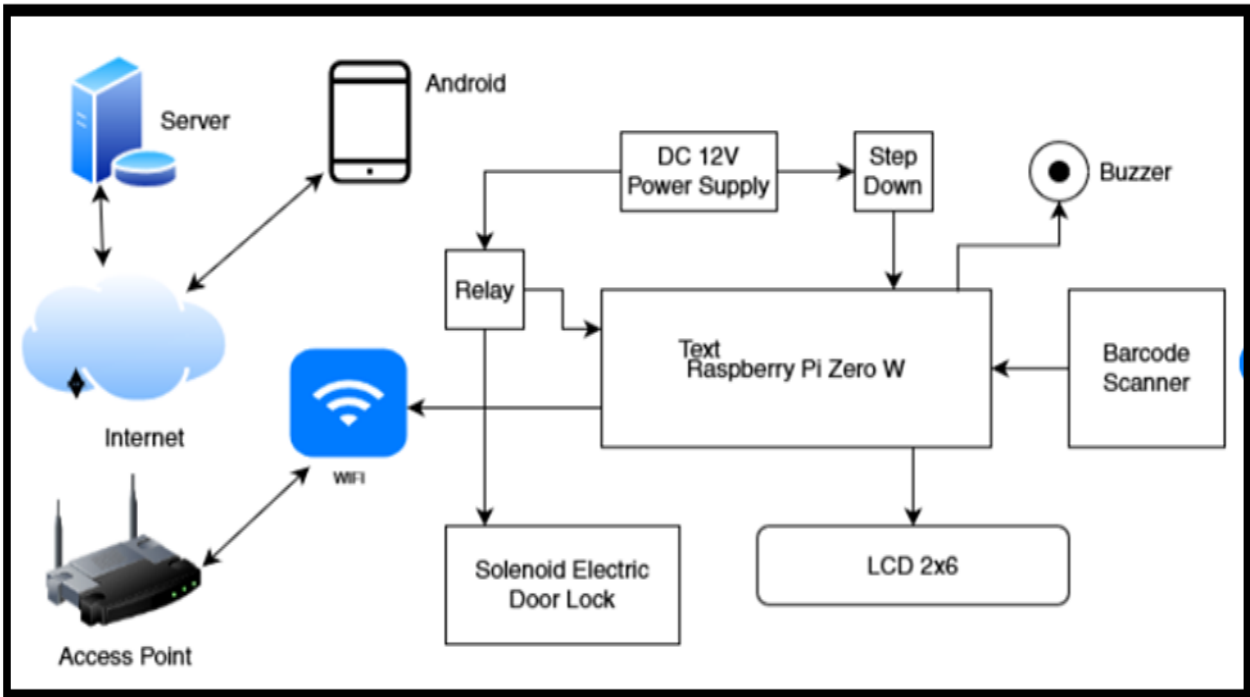 Server
Android
DC 12V
Power Supply
Step
Down
Buzzer
Relay
Text
Raspberry Pi Zero W
Barcode
Scanner
Internet
WIFI
Solenoid Electric
Door Lock
LCD 2x6
Access Point